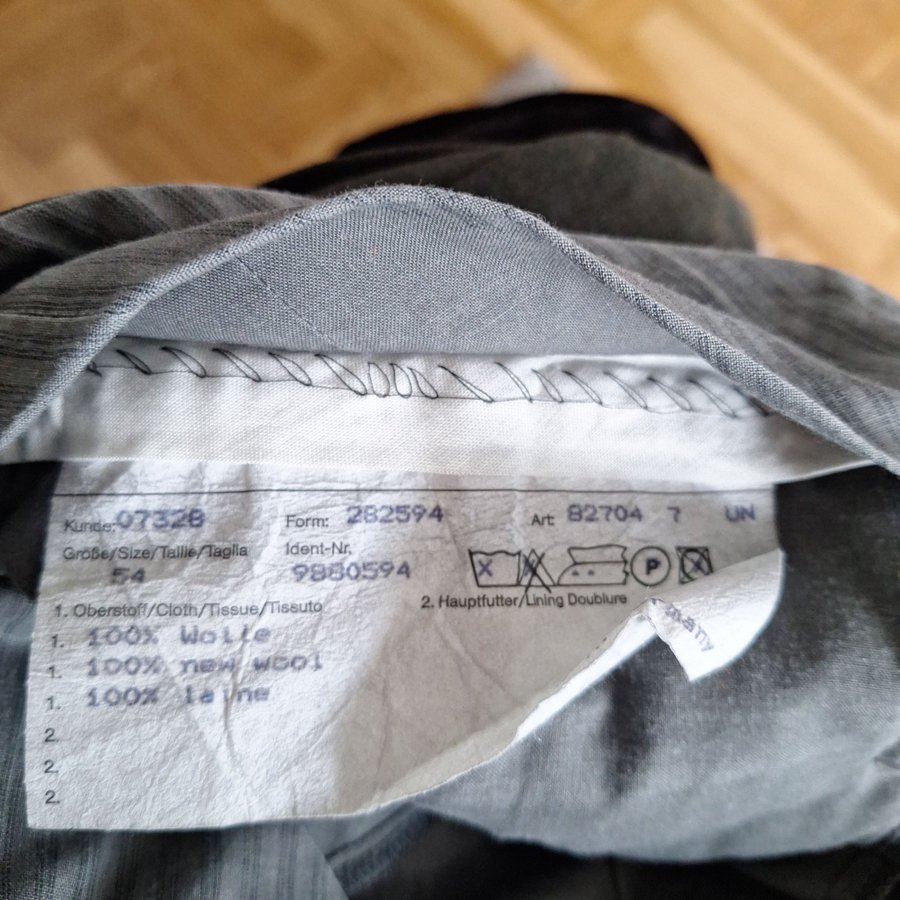 Kunde: 07328 Form: 282594 Art: 82704 7 UN
Größe/Size/Taille/Taglia Ident-Nr.
54 9880594
P
1. Oberstoff/Cloth/Tissue/Tissuto 2. Hauptfutter/Lining Doublure
1. 100% Wolle
1. 100% new wool
1. 100% laine
2.
2.
2.